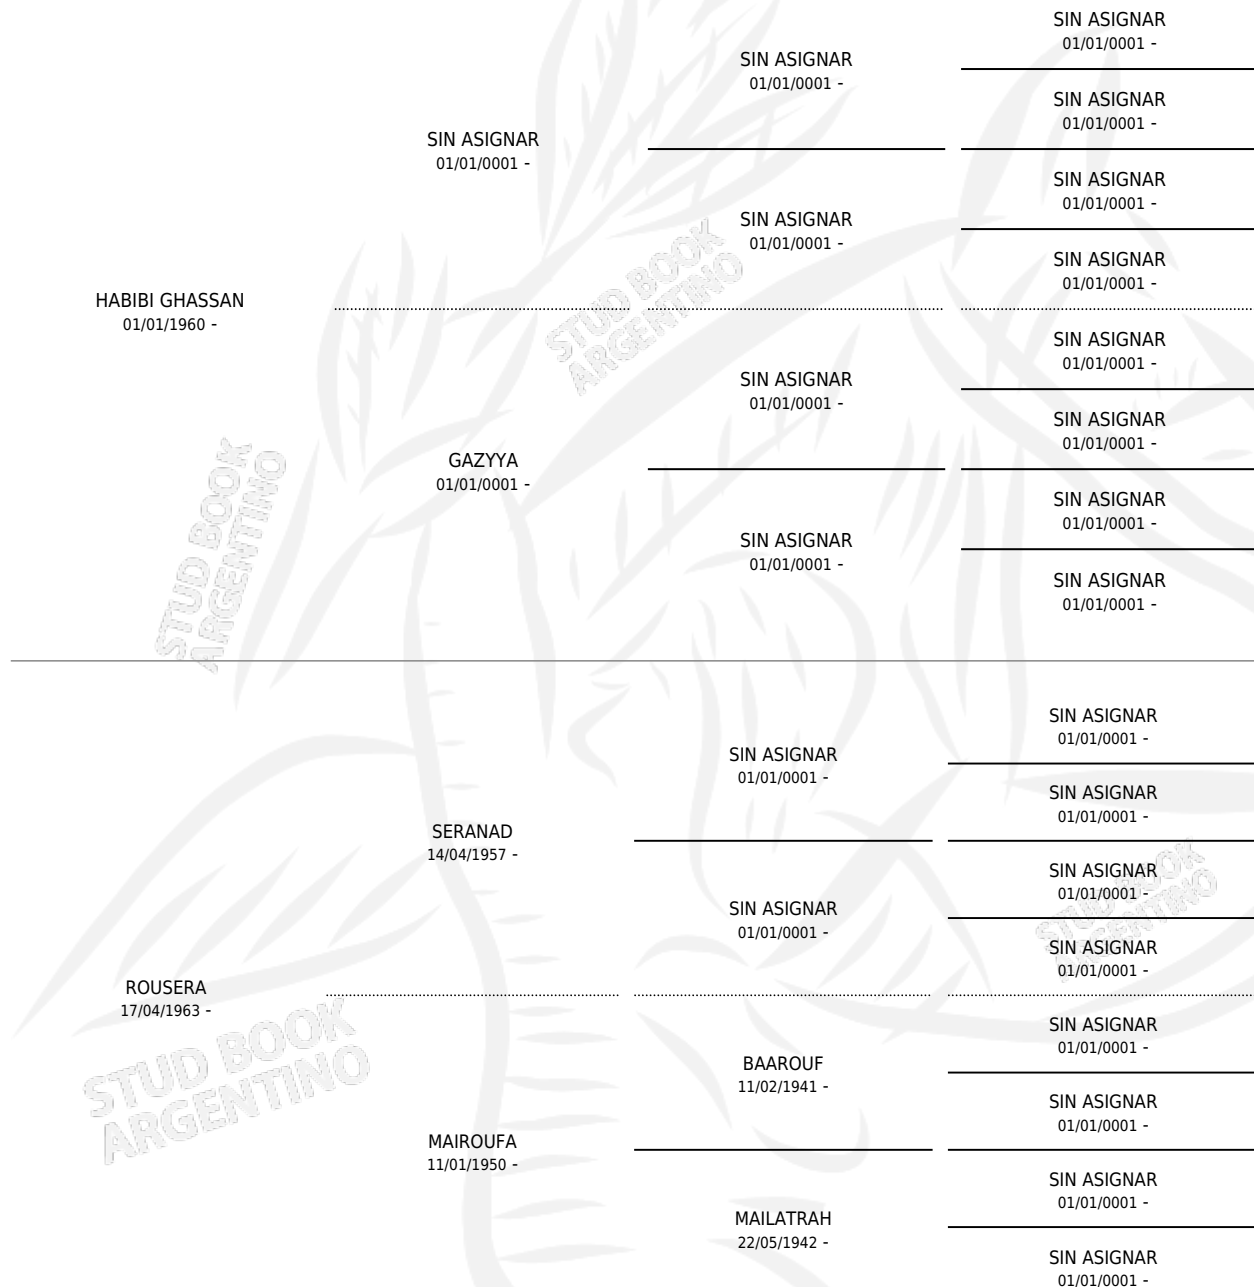 SIN ASIGNAR
01/01/0001 -
SIN ASIGNAR
01/01/0001 -
SIN ASIGNAR
01/01/0001 -
SIN ASIGNAR
01/01/0001 -
SIN ASIGNAR
01/01/0001 -
SIN ASIGNAR
01/01/0001 -
SIN ASIGNAR
01/01/0001 -
STUD BOOK
ARGENTINO
HABIBI GHASSAN
01/01/1960 -
SIN ASIGNAR
01/01/0001 -
SIN ASIGNAR
01/01/0001 -
SIN ASIGNAR
01/01/0001 -
GAZYYA
01/01/0001 -
SIN ASIGNAR
01/01/0001 -
SIN ASIGNAR
01/01/0001 -
SIN ASIGNAR
01/01/0001 -
STUD BOOK
ARGENTINO
SIN ASIGNAR
01/01/0001 -
SIN ASIGNAR
01/01/0001 -
SIN ASIGNAR
01/01/0001 -
SERANAD
14/04/1957 -
SIN ASIGNAR
01/01/0001 -
SIN ASIGNAR
01/01/0001 -
SIN ASIGNAR
01/01/0001 -
STUD BOOK
ARGENTINO
ROUSERA
17/04/1963 -
STUD BOOK
ARGENTINO
SIN ASIGNAR
01/01/0001 -
BAAROUF
11/02/1941 -
SIN ASIGNAR
01/01/0001 -
MAIROUFA
11/01/1950 -
SIN ASIGNAR
01/01/0001 -
MAILATRAH
22/05/1942 -
SIN ASIGNAR
01/01/0001 -